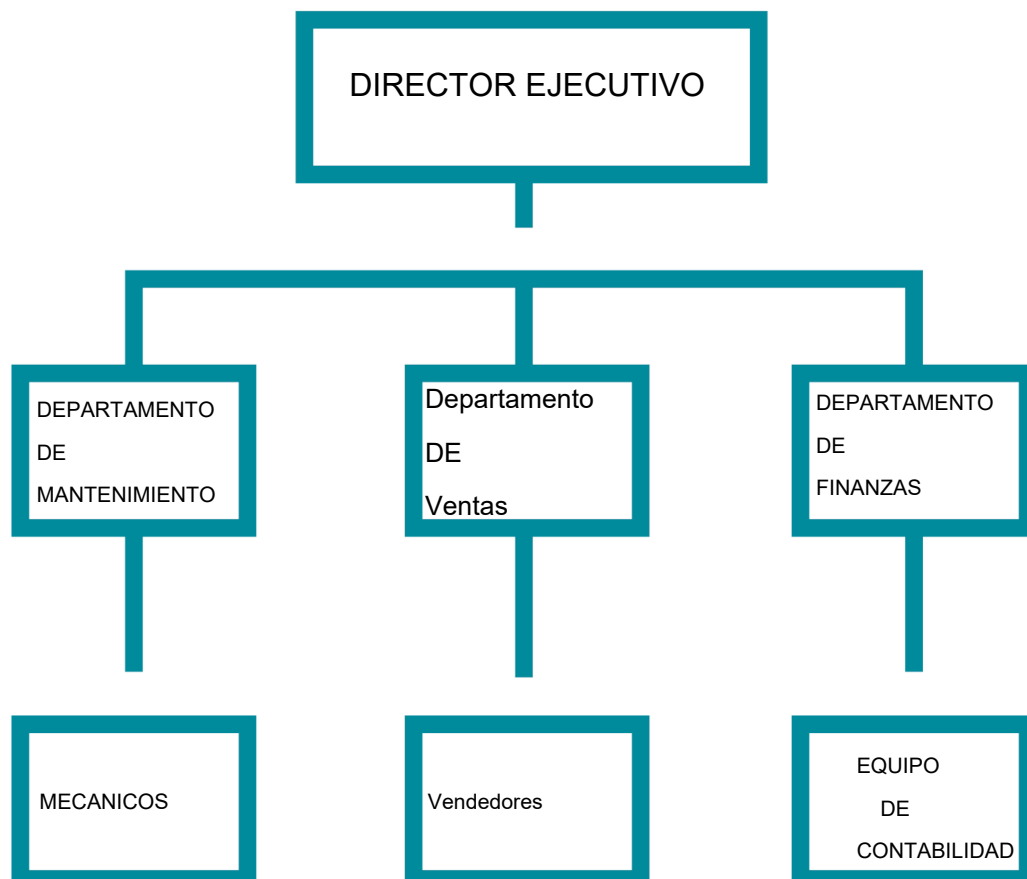 DIRECTOR EJECUTIVO
DEPARTAMENTO
DE
MANTENIMIENTO
Departamento
DE
Ventas
DEPARTAMENTO
DE
FINANZAS
MECANICOS
Vendedores
EQUIPO
DE
CONTABILIDAD